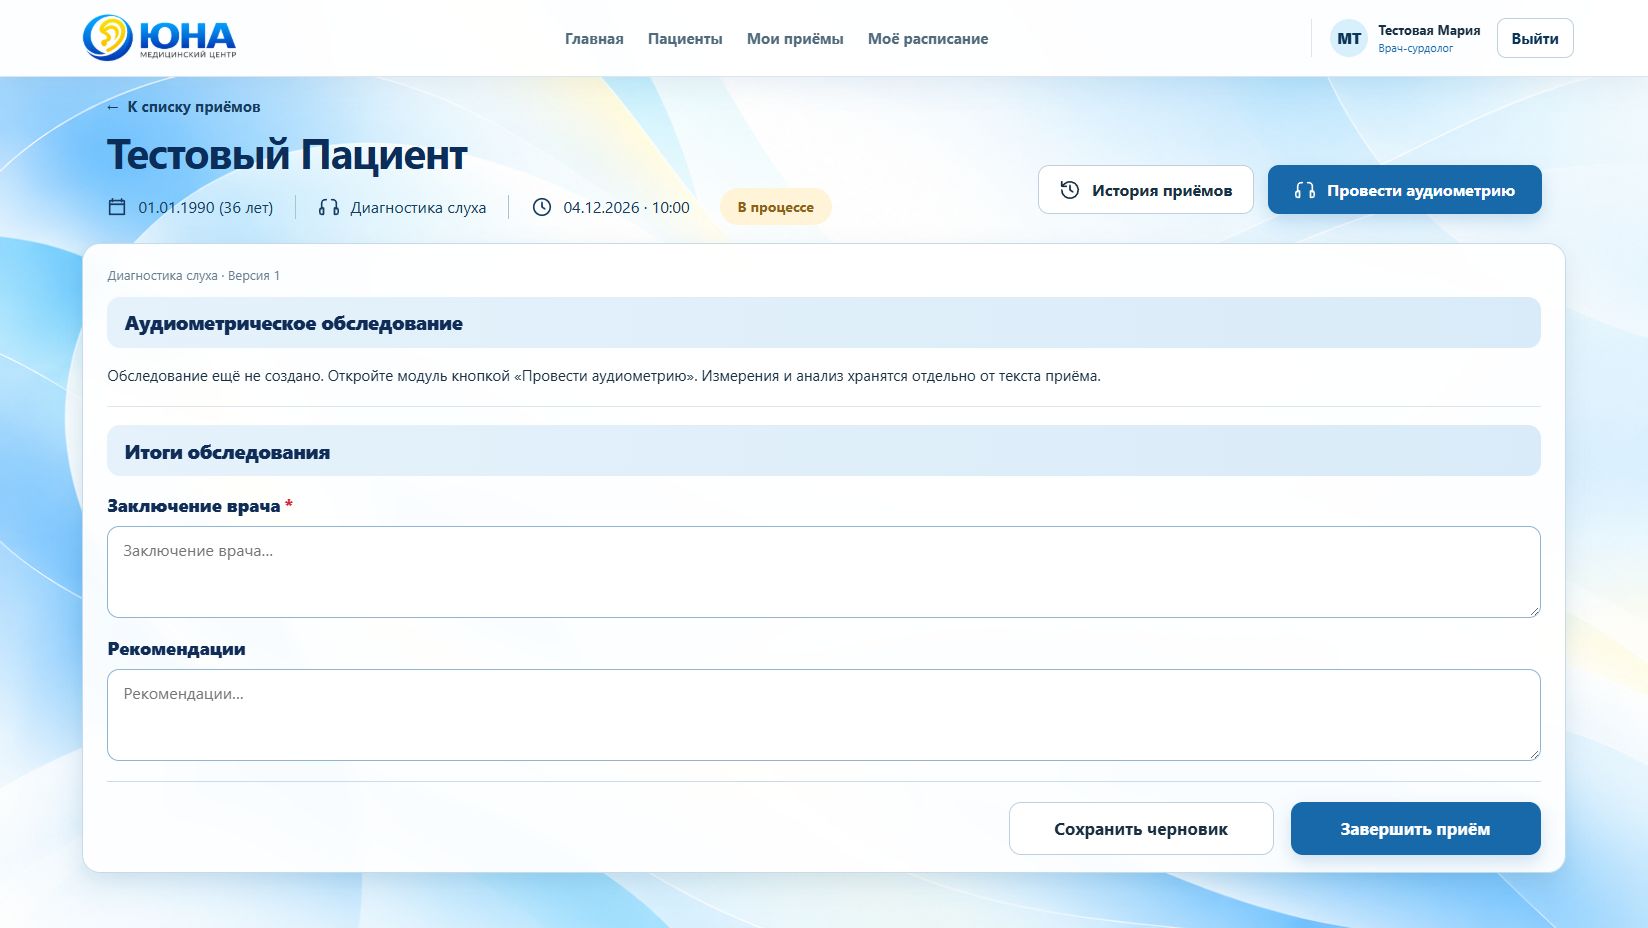 ЮНА
МЕДИЦИНСКИЙ ЦЕНТР
Главная
Пациенты
Мои приёмы
Моё расписание
МТ
Тестовая Мария
Врач-сурдолог
Выйти
← К списку приёмов
Тестовый Пациент
01.01.1990 (36 лет)
Диагностика слуха
04.12.2026 · 10:00
В процессе
История приёмов
Провести аудиометрию
Диагностика слуха · Версия 1
Аудиометрическое обследование
Обследование ещё не создано. Откройте модуль кнопкой «Провести аудиометрию». Измерения и анализ хранятся отдельно от текста приёма.
Итоги обследования
Заключение врача *
Заключение врача...
Рекомендации
Рекомендации...
Сохранить черновик
Завершить приём